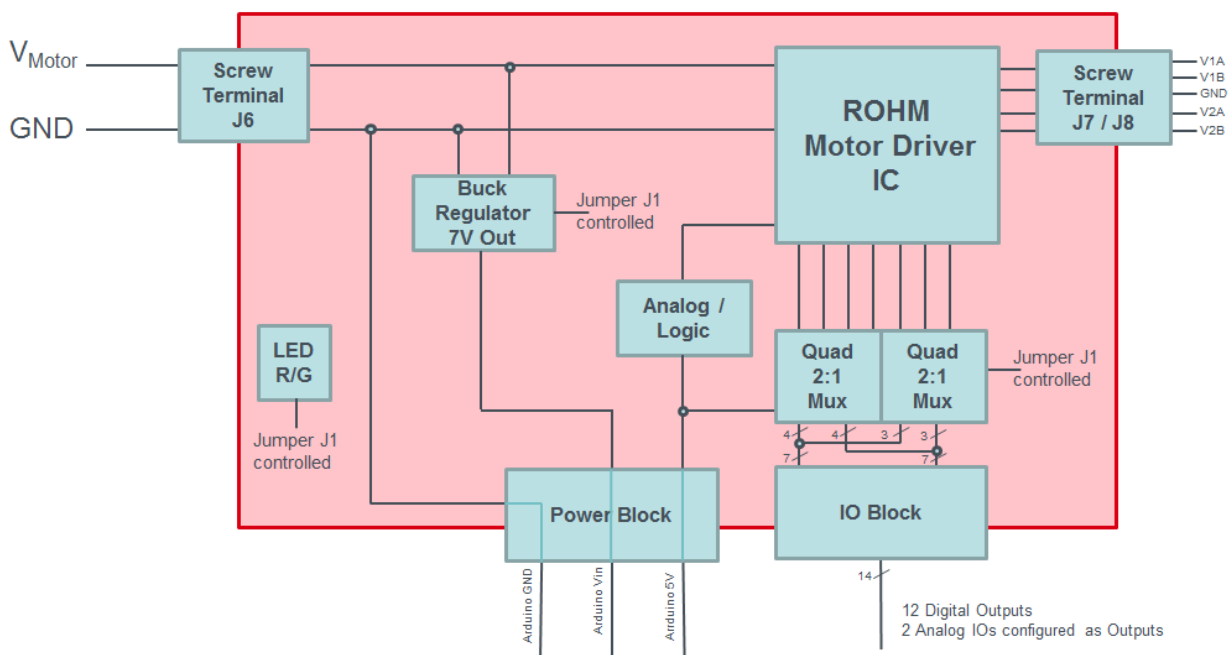 V Motor
GND
Screw
Terminal
J6
ROHM
Motor Driver
IC
Screw
Terminal
J7 / J8
V1A
V1B
GND
V2A
V2B
Buck
Regulator
7V Out
Jumper J1
controlled
Analog /
Logic
LED
R/G
Jumper J1
controlled
Quad
2:1
Mux
Quad
2:1
Mux
Jumper J1
controlled
4
4
3
3
7
7
Power Block
IO Block
Arduino GND
Arduino Vin
Arduino 5V
14
12 Digital Outputs
2 Analog IOs configured as Outputs